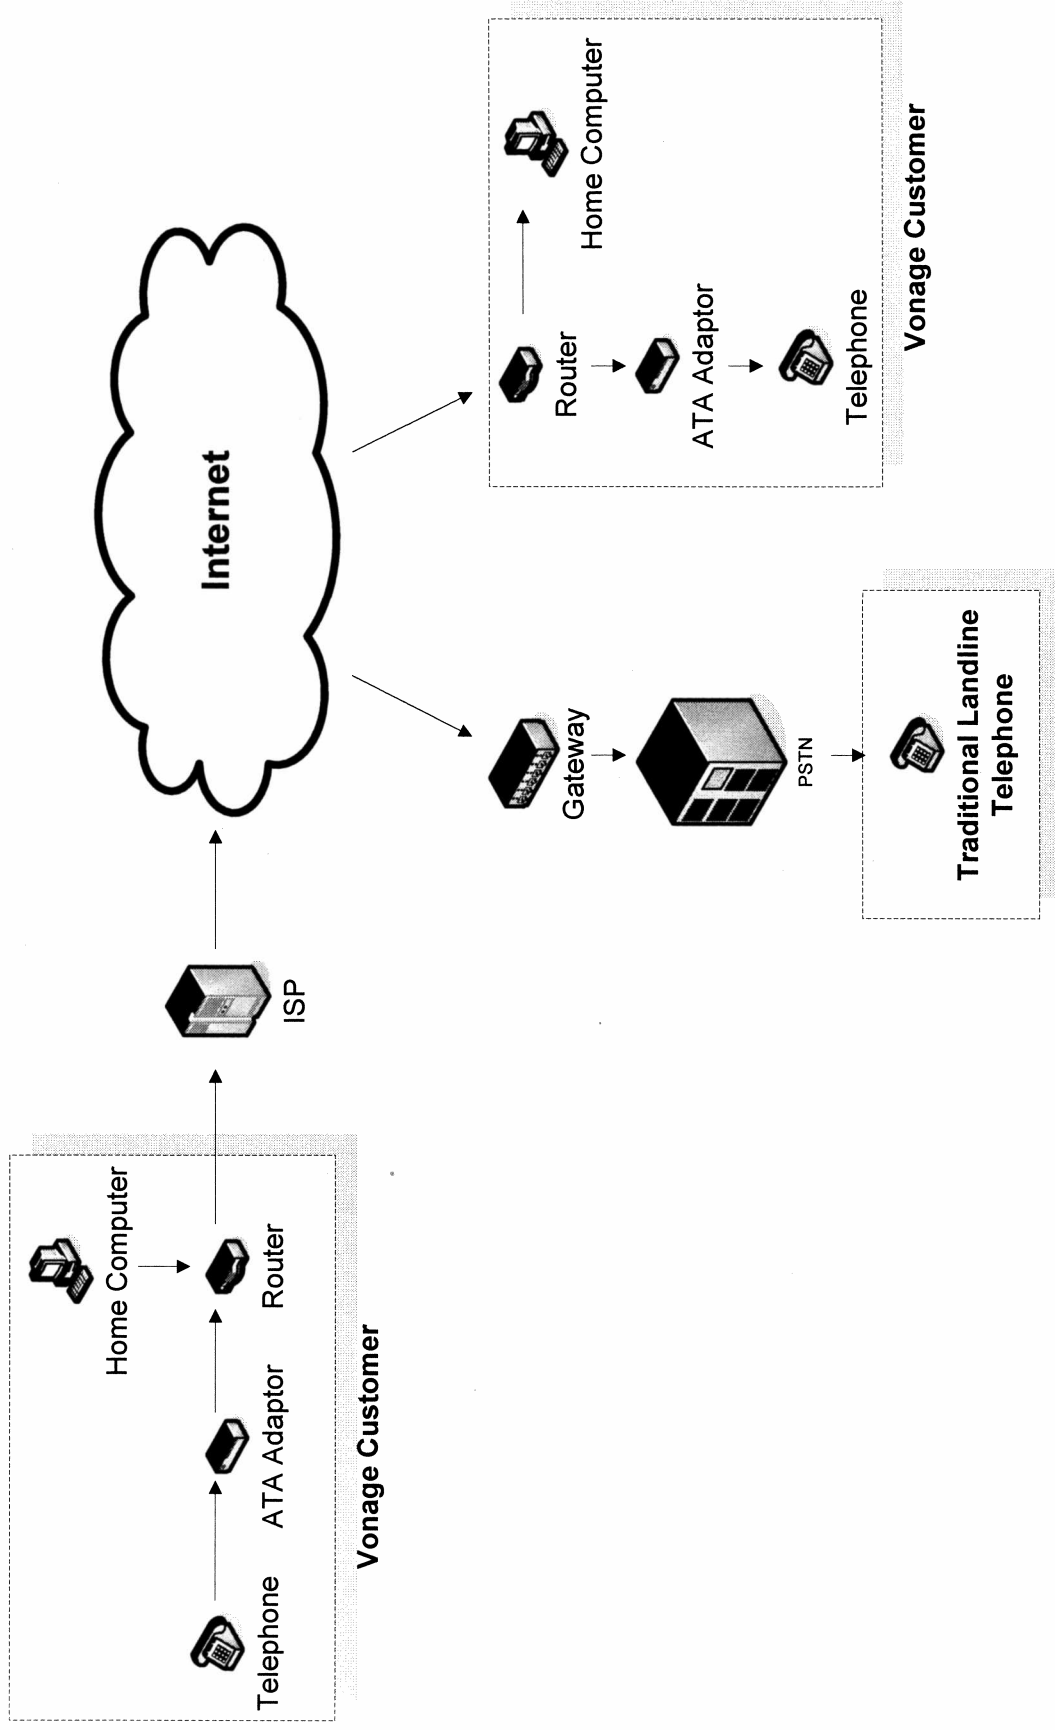 Home Computer
Telephone
ATA Adaptor
Router
Vonage Customer
ISP
Internet
Gateway
PSTN
Traditional Landline
Telephone
Router
Home Computer
ATA Adaptor
Telephone
Vonage Customer